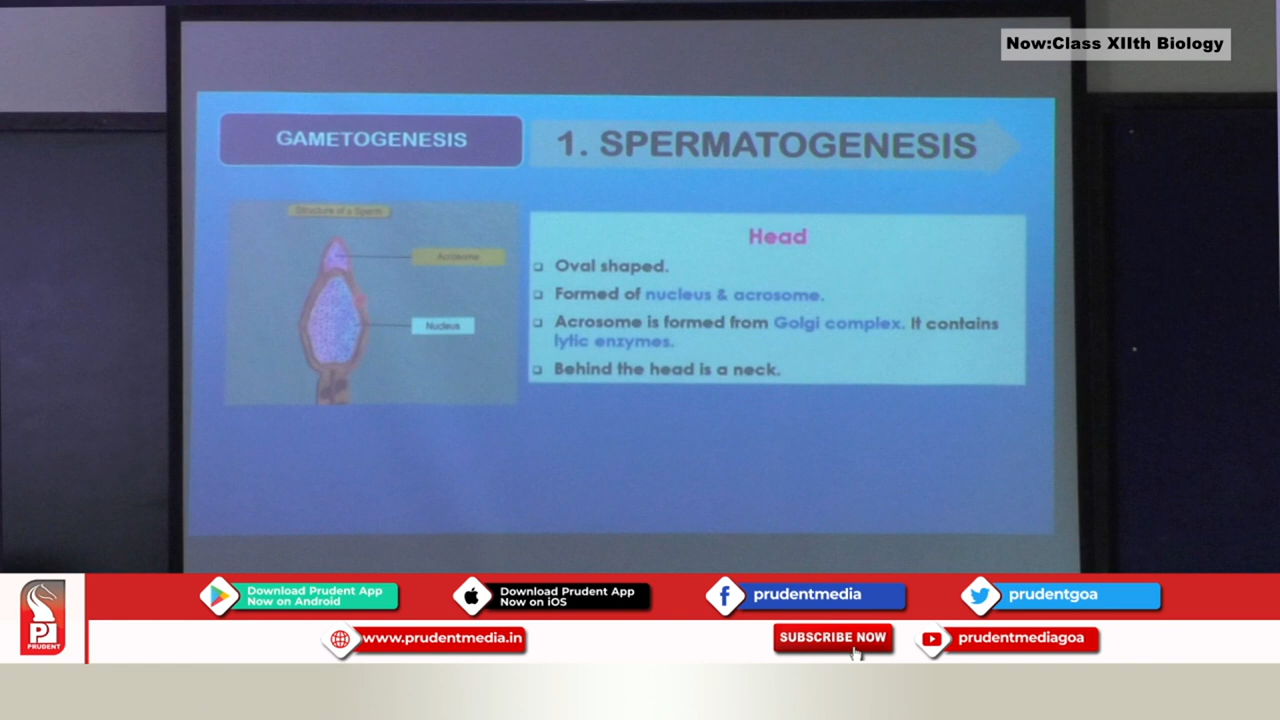 Now:Class XIIth Biology
GAMETOGENESIS
1. SPERMATOGENESIS
Structure of a Sperm
Acrosome
Nucleus
Head
Oval shaped.
Formed of nucleus & acrosome.
Acrosome is formed from Golgi complex. It contains
lytic enzymes.
Behind the head is a neck.
PRUDENT
Download Prudent App
Now on Android
Download Prudent App
Now on iOS
prudentmedia
prudentgoa
www.prudentmedia.in
SUBSCRIBE NOW
prudentmediagoa